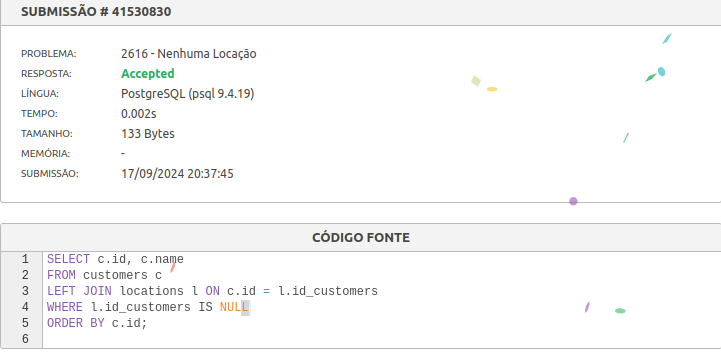 SUBMISSÃO # 41530830
PROBLEMA: 2616 - Nenhuma Locação
RESPOSTA: Accepted
LÍNGUA: PostgreSQL (psql 9.4.19)
TEMPO: 0.002s
TAMANHO: 133 Bytes
MEMÓRIA: -
SUBMISSÃO: 17/09/2024 20:37:45
CÓDIGO FONTE
1 SELECT c.id, c.name
2 FROM customers c
3 LEFT JOIN locations l ON c.id = l.id_customers
4 WHERE l.id_customers IS NULL
5 ORDER BY c.id;
6